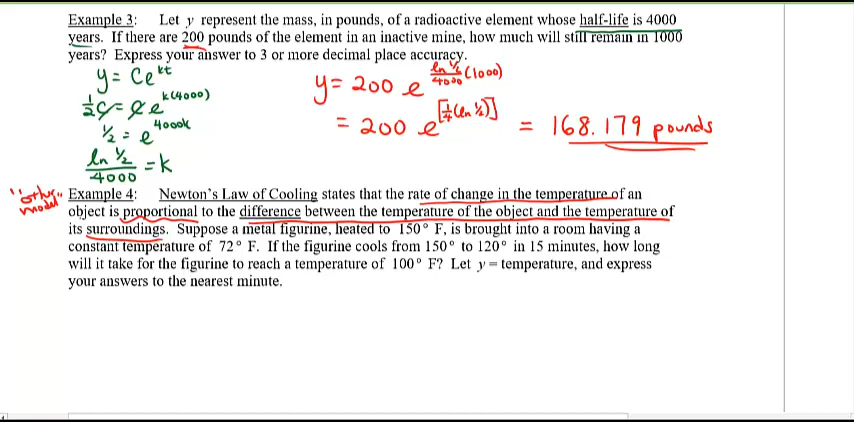 Example 3: Let y represent the mass, in pounds, of a radioactive element whose half-life is 4000
years. If there are 200 pounds of the element in an inactive mine, how much will still remain in 1000
years? Express your answer to 3 or more decimal place accuracy.
y = Ce^kt
½C = Ce^k(4000)
½ = e^4000k
ln ½ / 4000 = k
y = 200 e^(ln ½ / 4000)(1000)
= 200 e^[¼(ln ½)] = 168.179 pounds
"other" model
Example 4: Newton's Law of Cooling states that the rate of change in the temperature of an
object is proportional to the difference between the temperature of the object and the temperature of
its surroundings. Suppose a metal figurine, heated to 150° F, is brought into a room having a
constant temperature of 72° F. If the figurine cools from 150° to 120° in 15 minutes, how long
will it take for the figurine to reach a temperature of 100° F? Let y = temperature, and express
your answers to the nearest minute.